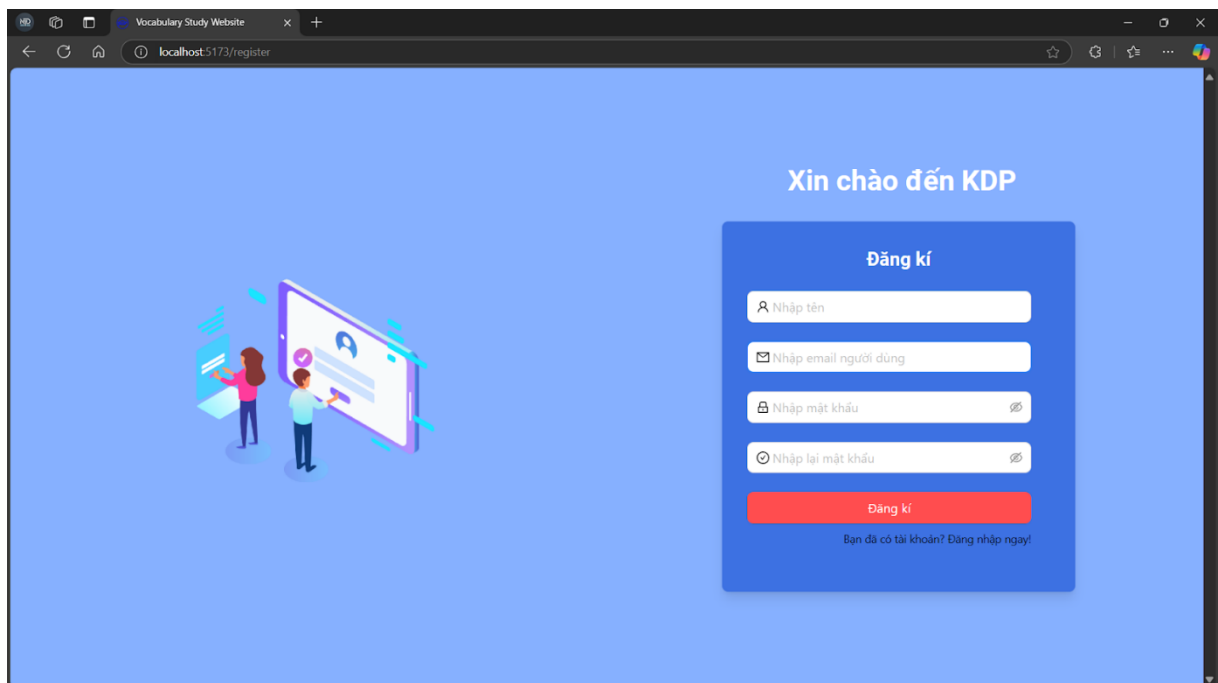 Vocabulary Study Website
localhost:5173/register
Xin chào đến KDP
Đăng kí
Nhập tên
Nhập email người dùng
Nhập mật khẩu
Nhập lại mật khẩu
Đăng kí
Bạn đã có tài khoản? Đăng nhập ngay!